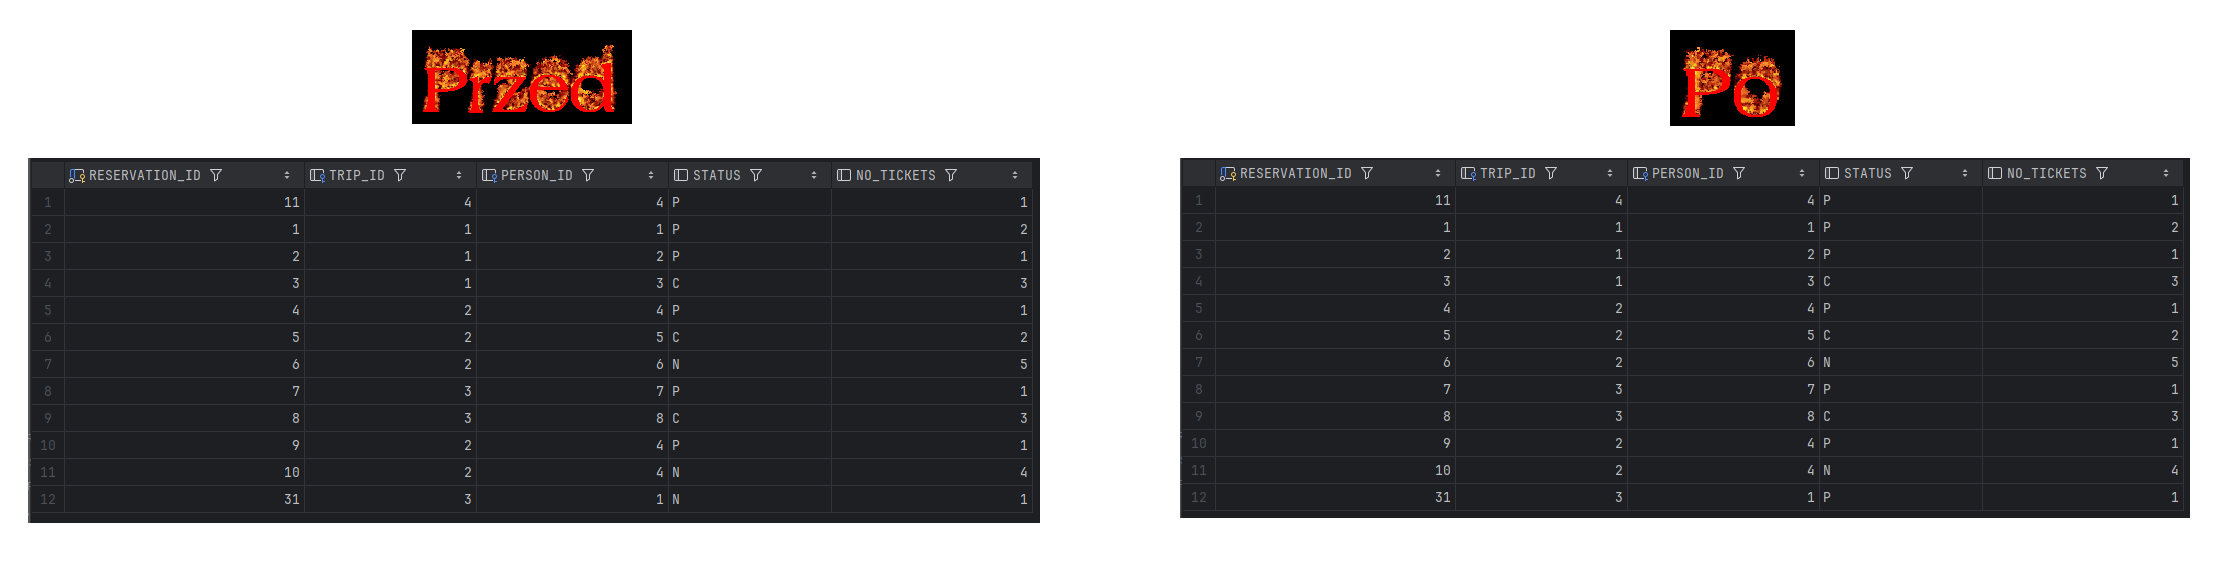 Przed
RESERVATION_ID TRIP_ID PERSON_ID STATUS NO_TICKETS
1 11 4 4 P 1
2 1 1 1 P 2
3 2 1 2 P 1
4 3 1 3 C 3
5 4 2 4 P 1
6 5 2 5 C 2
7 6 2 6 N 5
8 7 3 7 P 1
9 8 3 8 C 3
10 9 2 4 P 1
11 10 2 4 N 4
12 31 3 1 N 1
Po
RESERVATION_ID TRIP_ID PERSON_ID STATUS NO_TICKETS
1 11 4 4 P 1
2 1 1 1 P 2
3 2 1 2 P 1
4 3 1 3 C 3
5 4 2 4 P 1
6 5 2 5 C 2
7 6 2 6 N 5
8 7 3 7 P 1
9 8 3 8 C 3
10 9 2 4 P 1
11 10 2 4 N 4
12 31 3 1 P 1